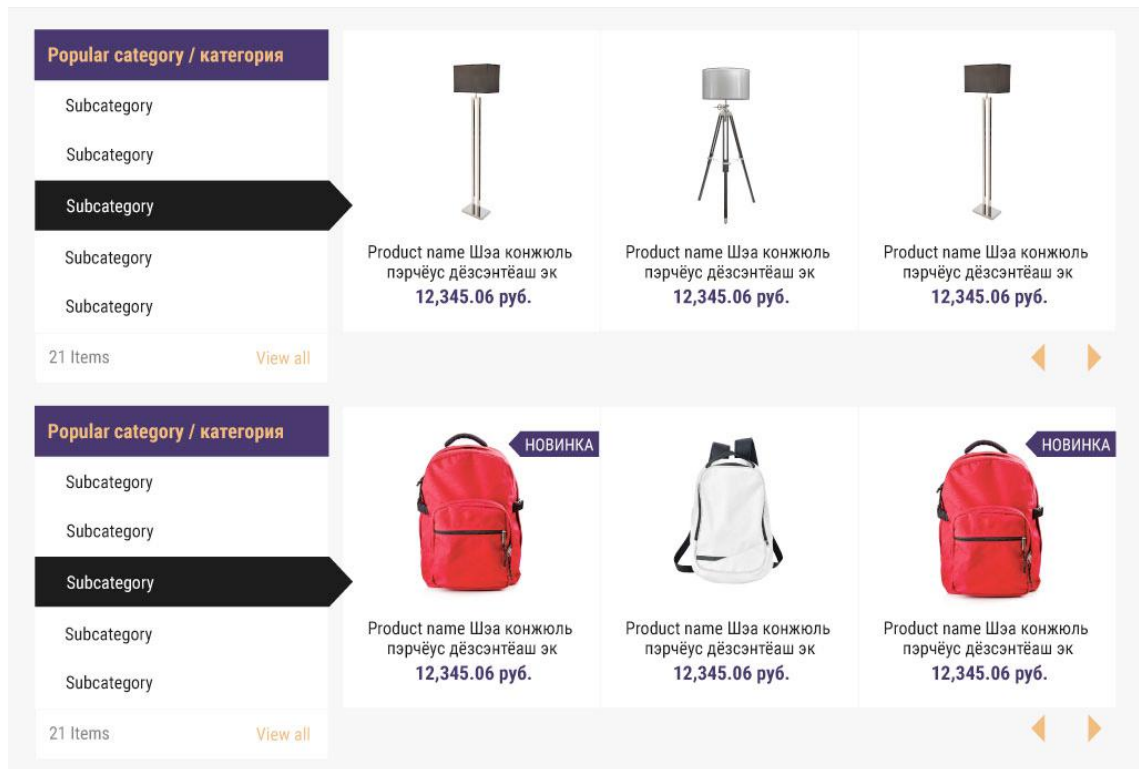 Popular category / категория
Subcategory
Subcategory
Subcategory
Subcategory
Subcategory
21 Items
View all
Product name Шэа конжюль
пэрчёус дёзсэнтёаш эк
12,345.06 руб.
Product name Шэа конжюль
пэрчёус дёзсэнтёаш эк
12,345.06 руб.
Product name Шэа конжюль
пэрчёус дёзсэнтёаш эк
12,345.06 руб.
Popular category / категория
Subcategory
Subcategory
Subcategory
Subcategory
Subcategory
21 Items
View all
НОВИНКА
Product name Шэа конжюль
пэрчёус дёзсэнтёаш эк
12,345.06 руб.
Product name Шэа конжюль
пэрчёус дёзсэнтёаш эк
12,345.06 руб.
НОВИНКА
Product name Шэа конжюль
пэрчёус дёзсэнтёаш эк
12,345.06 руб.